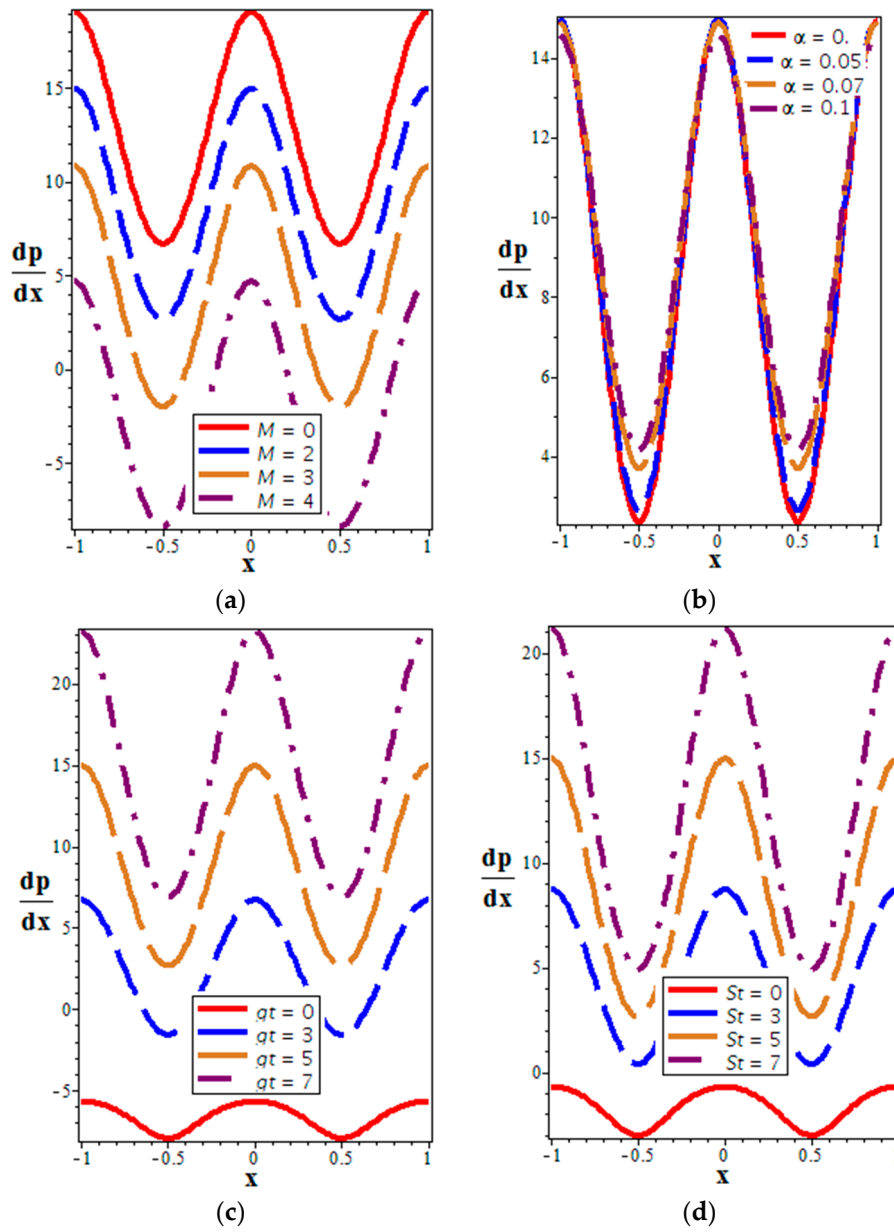 15
10
5
0
-5
dp
dx
-1
-0.5
0
0.5
1
x
M = 0
M = 2
M = 3
M = 4
(a)
14
12
10
8
6
4
dp
dx
-1
-0.5
0
0.5
1
x
α = 0.
α = 0.05
α = 0.07
α = 0.1
(b)
20
15
10
5
0
-5
dp
dx
-1
-0.5
0
0.5
1
x
gt = 0
gt = 3
gt = 5
gt = 7
(c)
20
15
10
5
0
dp
dx
-1
-0.5
0
0.5
1
x
St = 0
St = 3
St = 5
St = 7
(d)